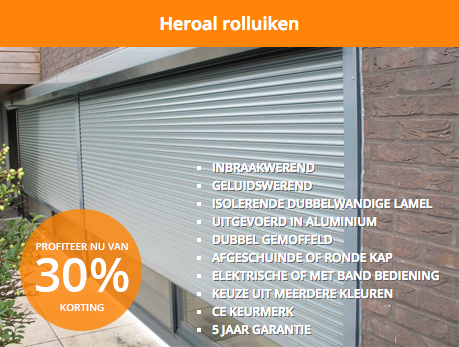 Heroal rolluiken
INBRAAKWEREND
GELUIDSWEREND
ISOLERENDE DUBBELWANDIGE LAMEL
UITGEVOERD IN ALUMINIUM
DUBBEL GEMOFFELD
AFGESCHUINDE OF RONDE KAP
ELEKTRISCHE OF MET BAND BEDIENING
KEUZE UIT MEERDERE KLEUREN
CE KEURMERK
5 JAAR GARANTIE
PROFITEER NU VAN
30%
KORTING